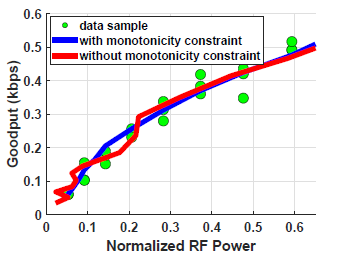 0.6
data sample
with monotonicity constraint
without monotonicity constraint
0.5
0.4
0.3
0.2
0.1
0
Goodput (kbps)
0 0.1 0.2 0.3 0.4 0.5 0.6
Normalized RF Power